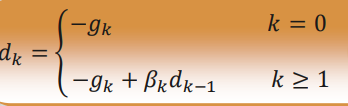 d_k = { -g_k    k = 0
-g_k + β_k d_{k-1}    k ≥ 1